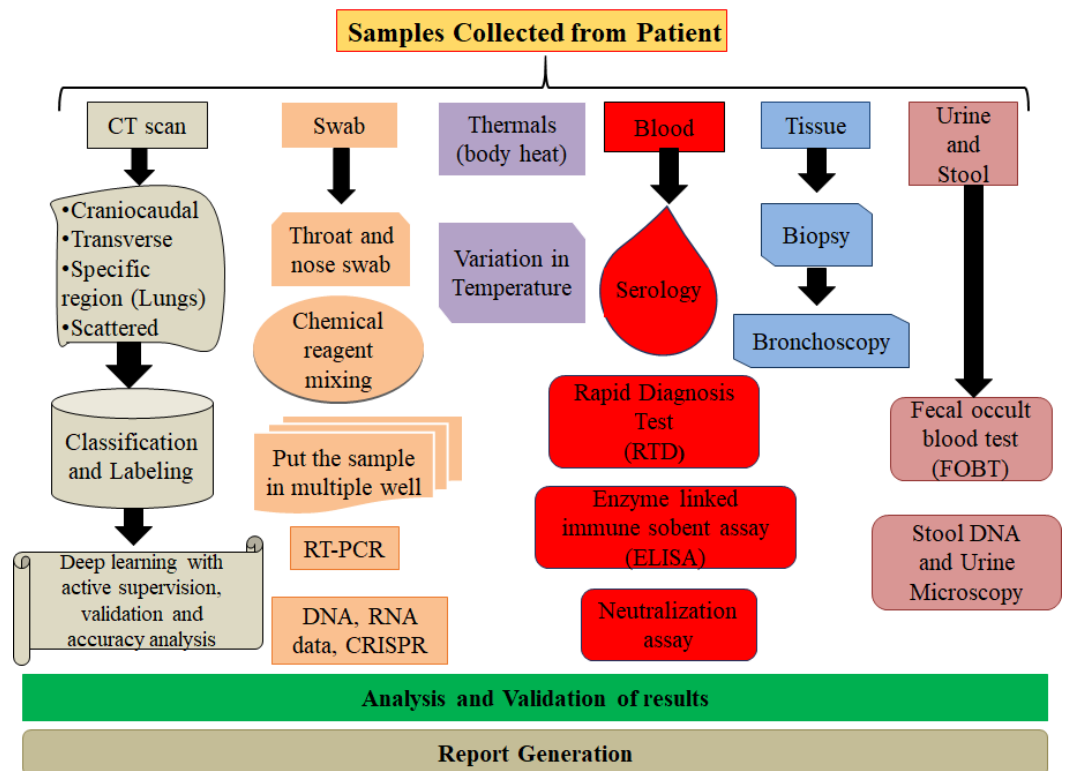 Samples Collected from Patient
CT scan
•Craniocaudal
•Transverse
•Specific
region (Lungs)
•Scattered
Classification
and Labeling
Deep learning with
active supervision,
validation and
accuracy analysis
Swab
Throat and
nose swab
Chemical
reagent
mixing
Put the sample
in multiple well
RT-PCR
DNA, RNA
data, CRISPR
Thermals
(body heat)
Variation in
Temperature
Blood
Serology
Rapid Diagnosis
Test
(RTD)
Enzyme linked
immune sobent assay
(ELISA)
Neutralization
assay
Tissue
Biopsy
Bronchoscopy
Urine
and
Stool
Fecal occult
blood test
(FOBT)
Stool DNA
and Urine
Microscopy
Analysis and Validation of results
Report Generation